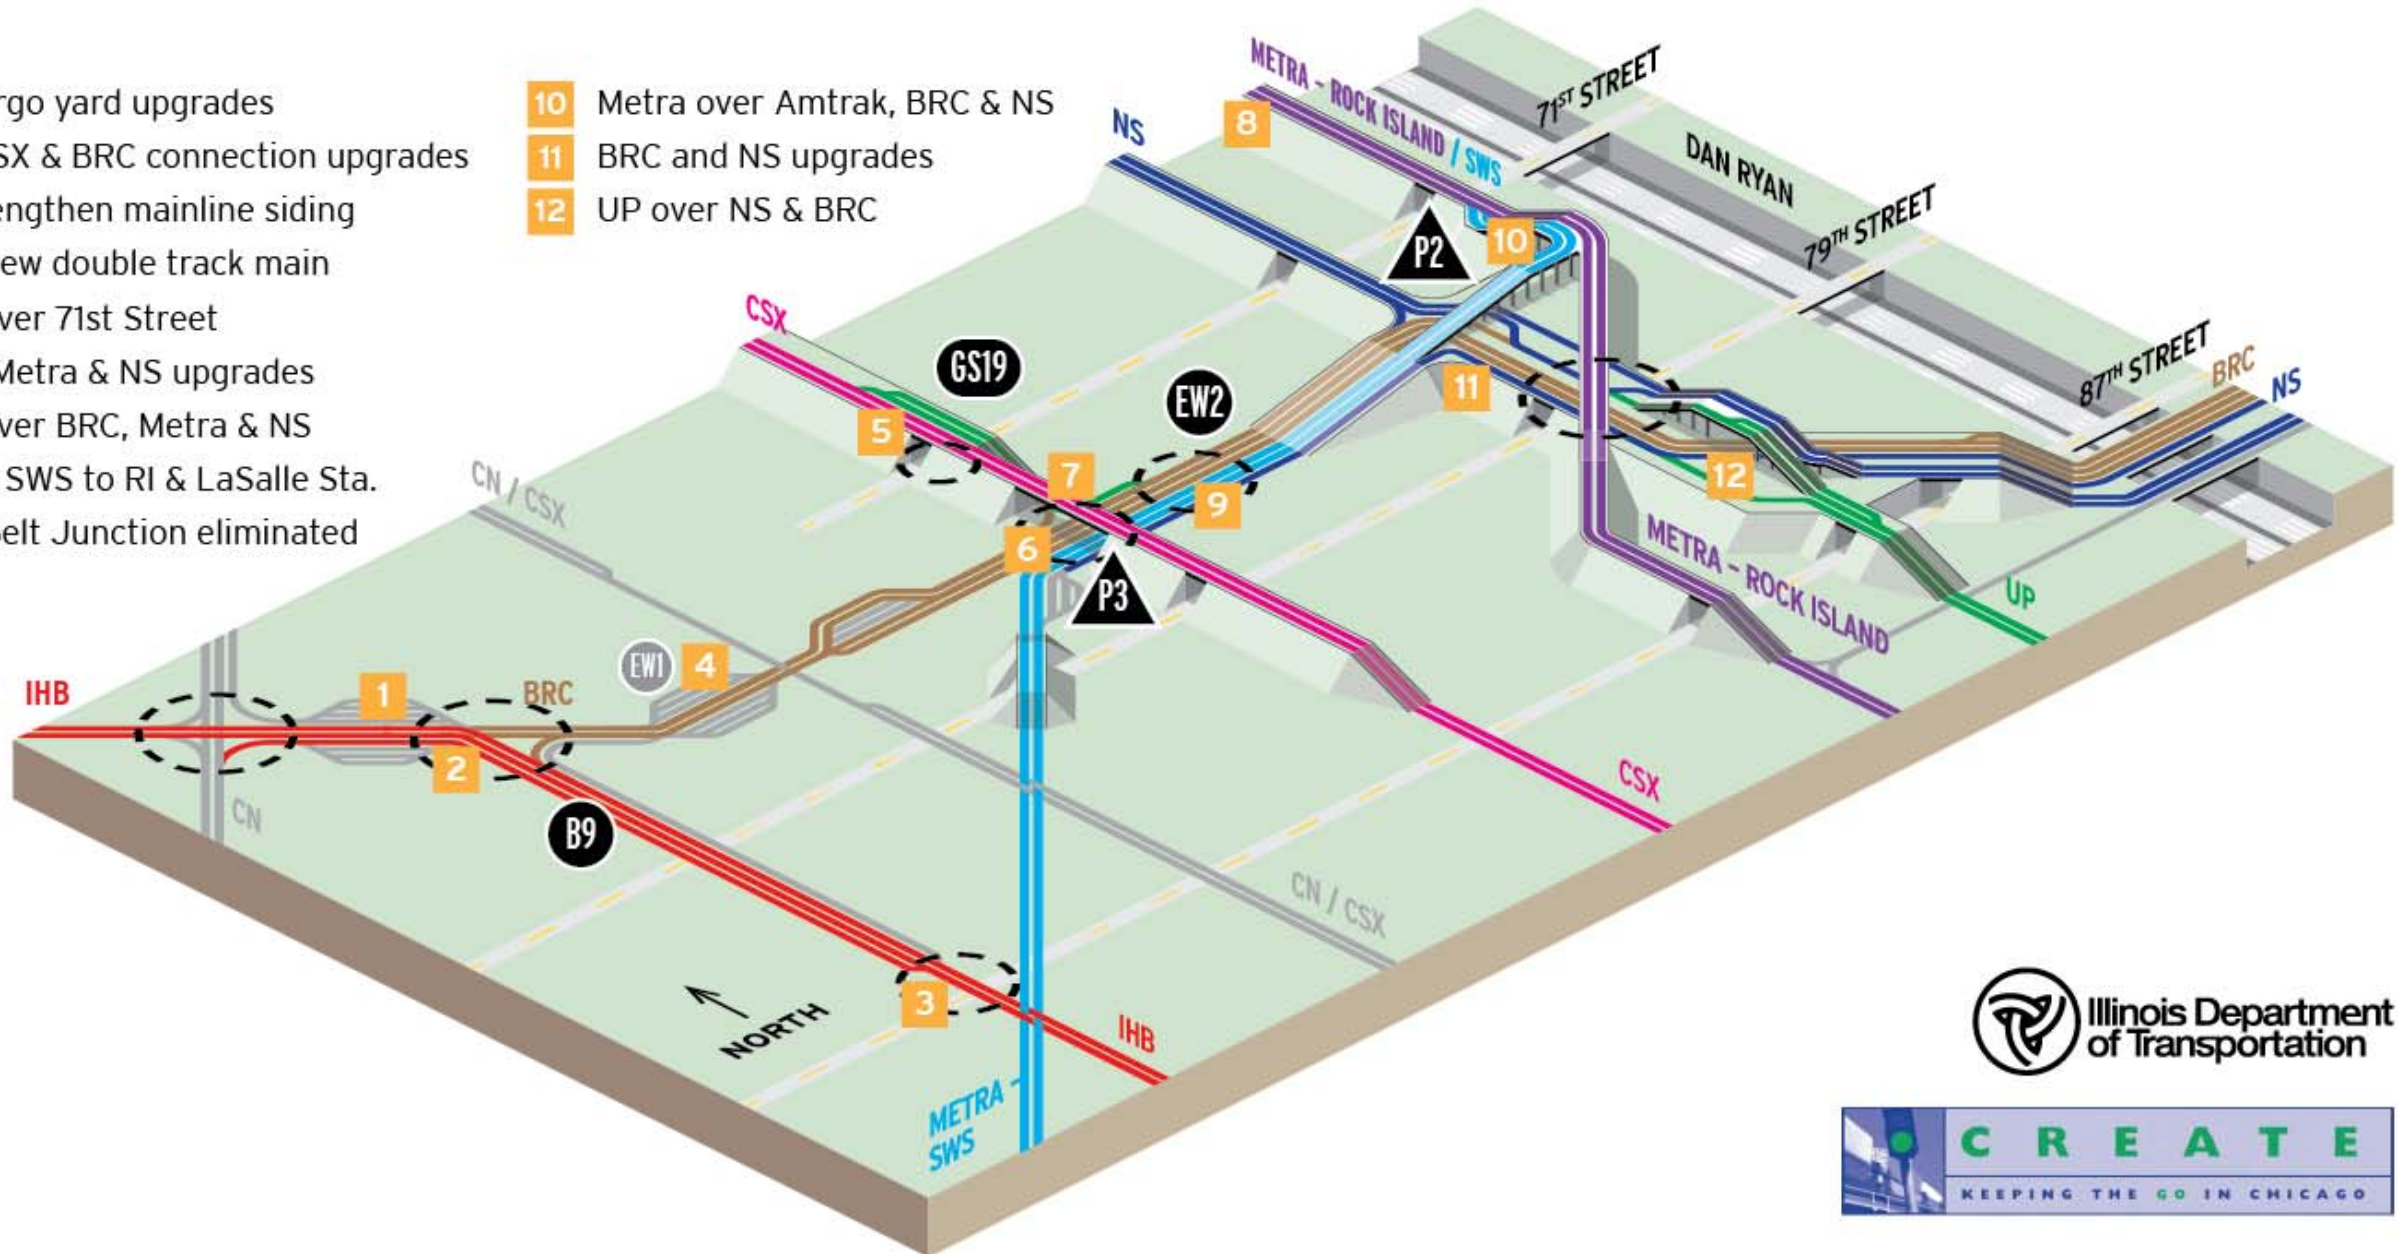 rgo yard upgrades
SX & BRC connection upgrades
engthen mainline siding
ew double track main
ver 71st Street
Metra & NS upgrades
ver BRC, Metra & NS
SWS to RI & LaSalle Sta.
elt Junction eliminated
10 Metra over Amtrak, BRC & NS
11 BRC and NS upgrades
12 UP over NS & BRC
METRA - ROCK ISLAND / SWS
8
NS
71ST STREET
DAN RYAN
79TH STREET
87TH STREET
BRC
NS
P2
10
CSX
GS19
EW2
5
7
9
11
12
CN / CSX
6
P3
METRA - ROCK ISLAND
UP
EW1
4
IHB
1
BRC
2
CN
B9
CSX
CN / CSX
3
NORTH
IHB
METRA -
SWS
Illinois Department
of Transportation
CREATE
KEEPING THE GO IN CHICAGO